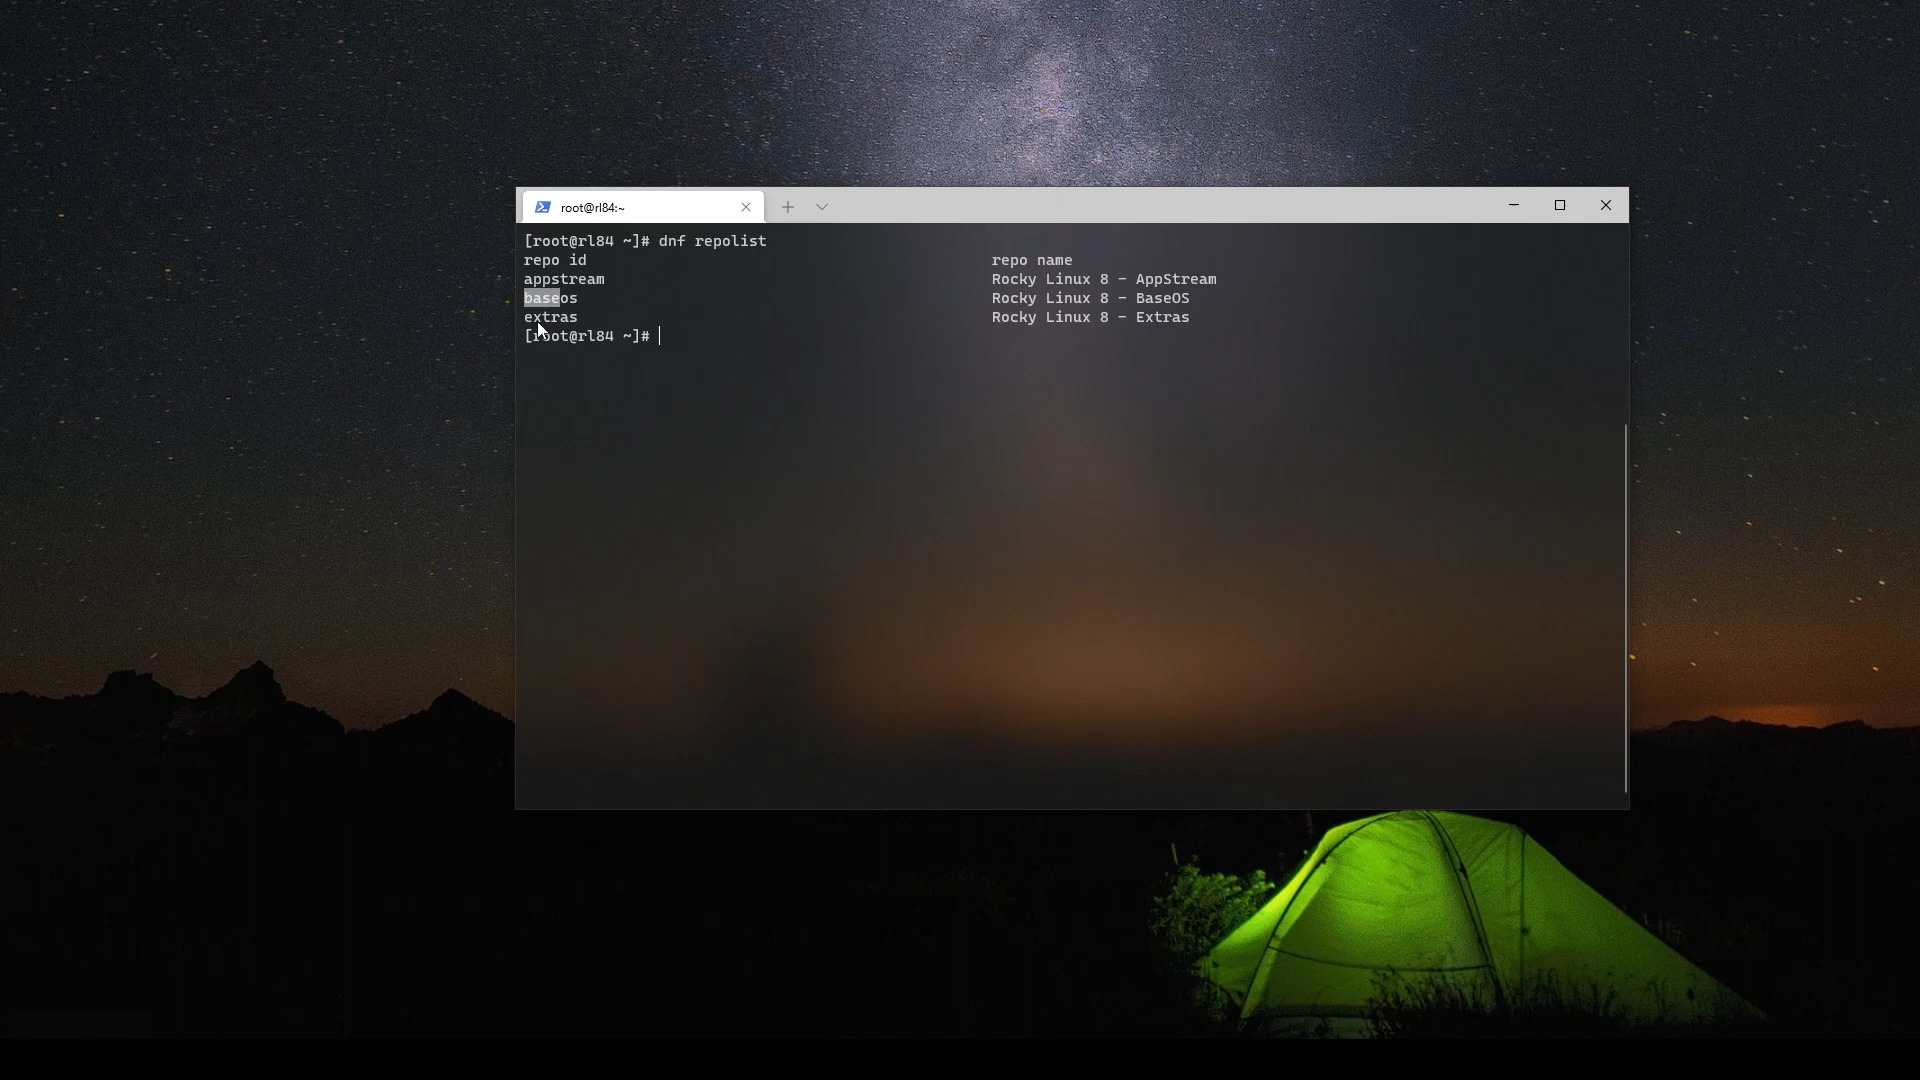 root@rl84:~
[root@rl84 ~]# dnf repolist
repo id repo name
appstream Rocky Linux 8 - AppStream
baseos Rocky Linux 8 - BaseOS
extras Rocky Linux 8 - Extras
[root@rl84 ~]#